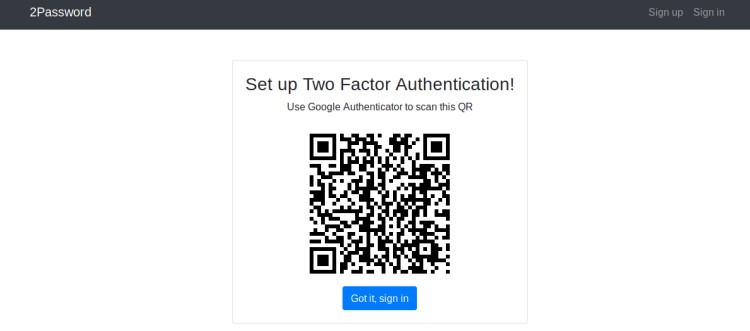 2Password
Sign up Sign in
Set up Two Factor Authentication!
Use Google Authenticator to scan this QR
Got it, sign in